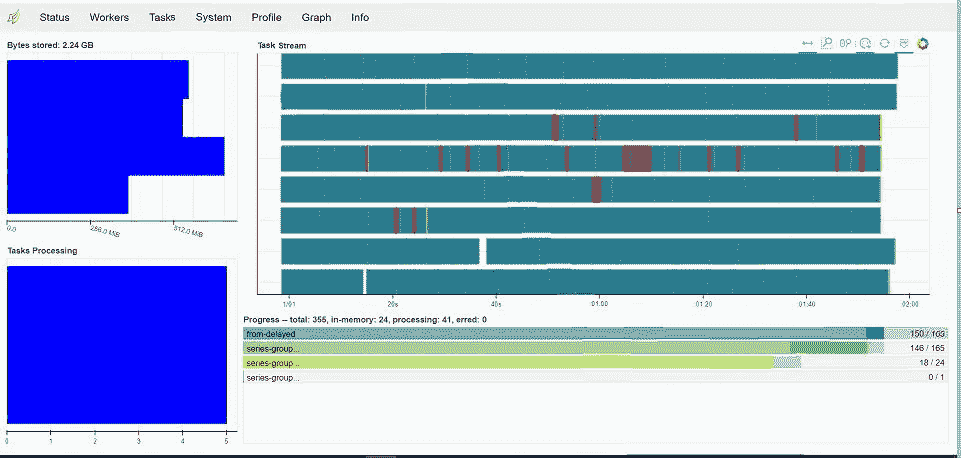 Status Workers Tasks System Profile Graph Info
Bytes stored: 2.24 GB
0.0 256.0 MiB 512.0 MiB
Tasks Processing
0 1 2 3 4 5
Task Stream
1/01 20s 40s :01:00 01:20 01:40 02:00
Progress -- total: 355, in-memory: 24, processing: 41, erred: 0
from-delayed 150 / 165
series-group... 146 / 165
series-group... 18 / 24
series-group... 0 / 1